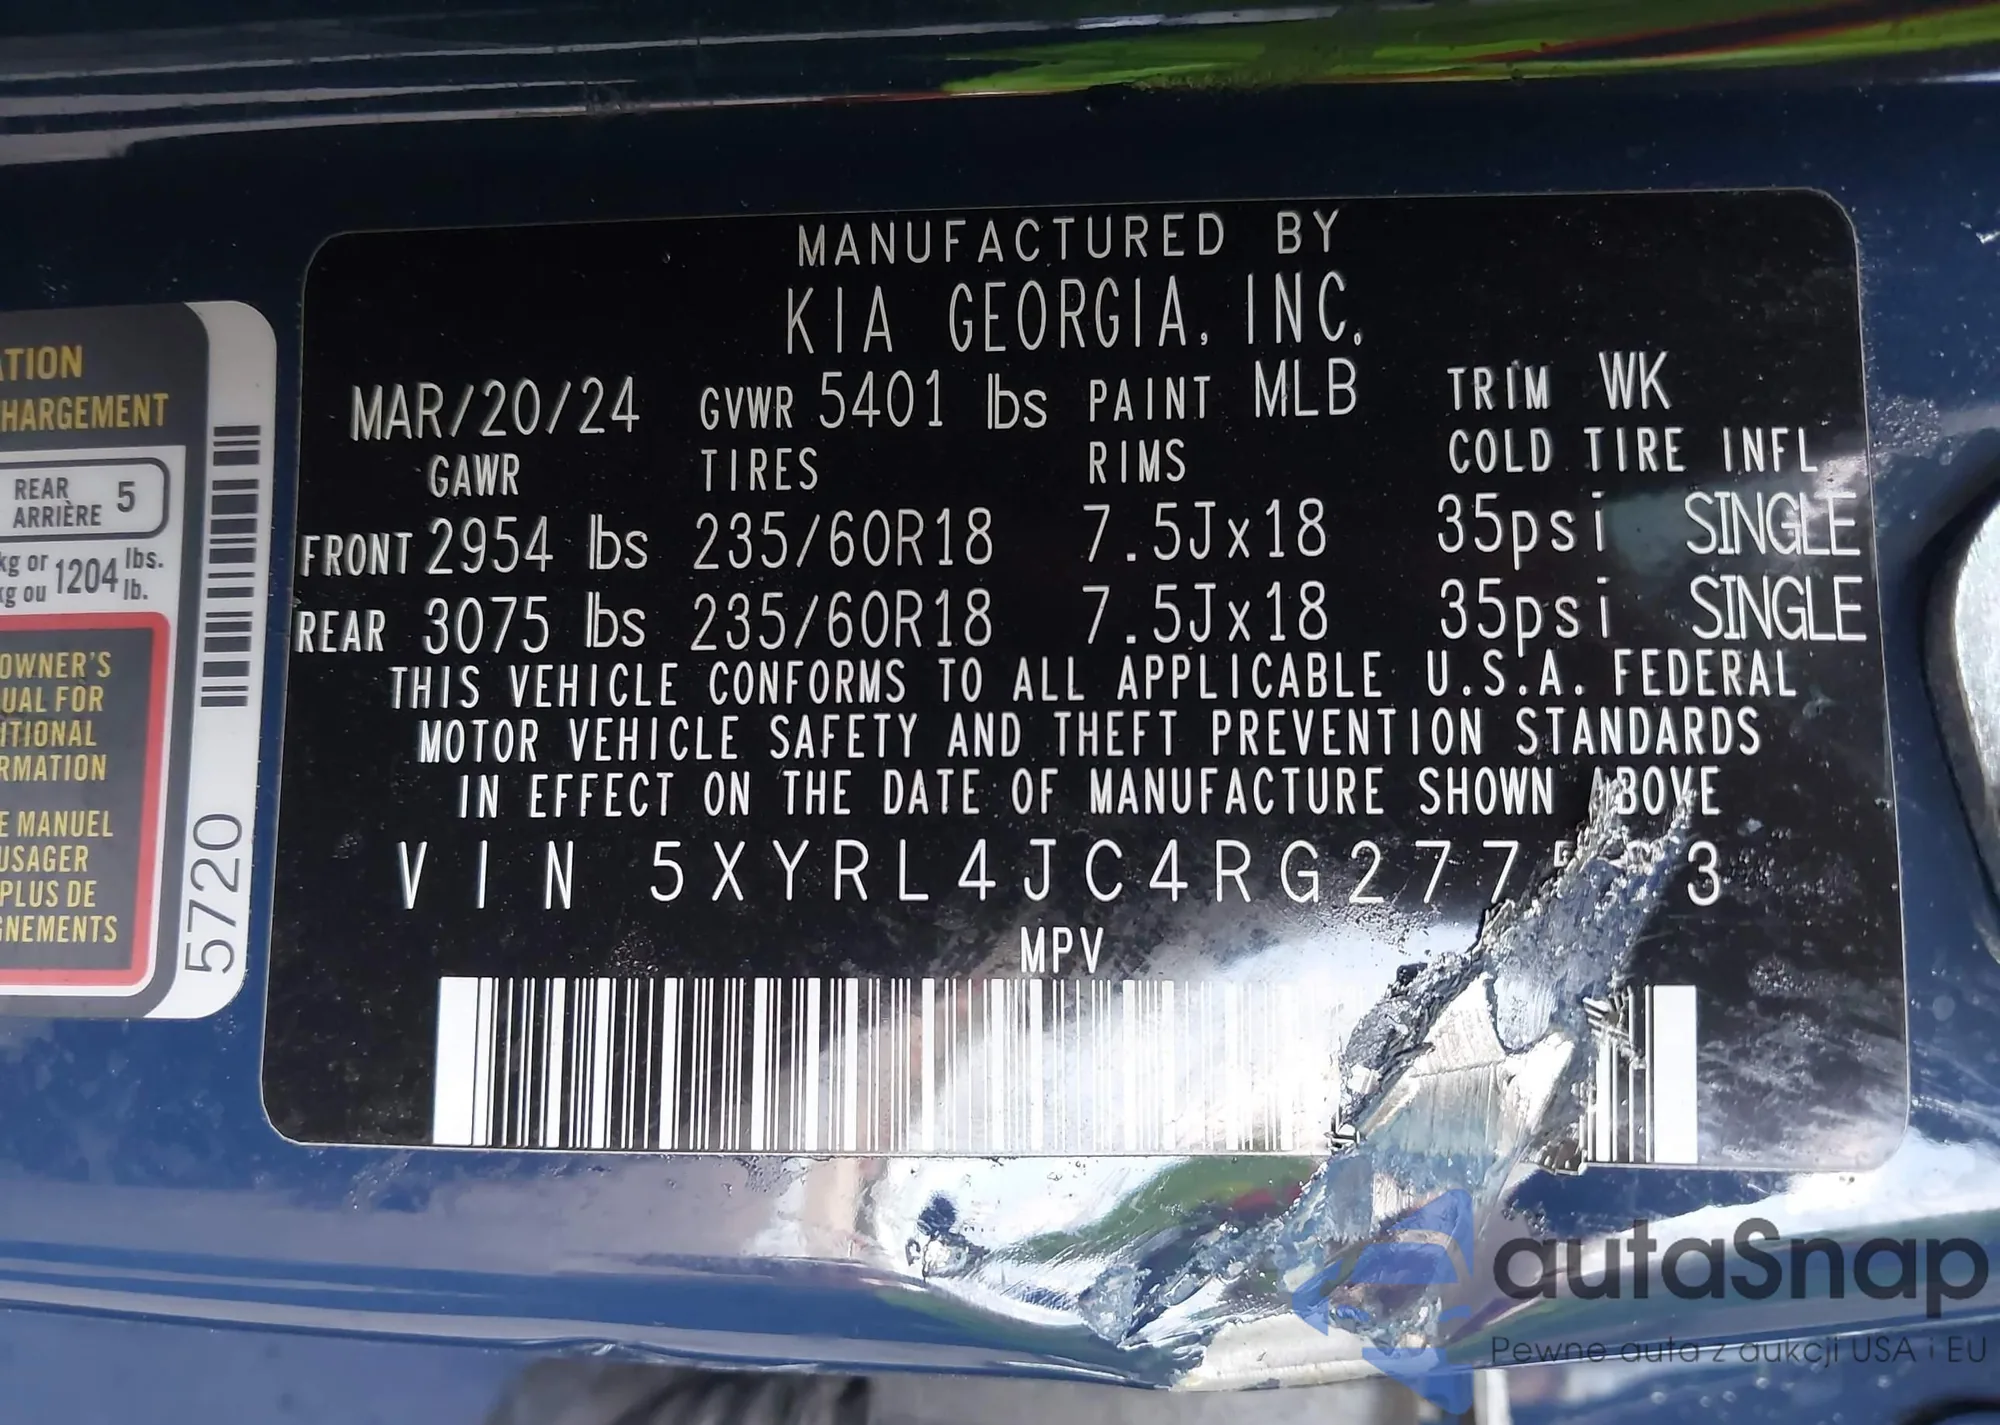 ATION
HARGEMENT
REAR
ARRIÈRE 5
kg or 1204 lbs.
kg ou lb.
OWNER'S
UAL FOR
ITIONAL
RMATION
E MANUEL
USAGER
PLUS DE
GNEMENTS
5720
MANUFACTURED BY
KIA GEORGIA, INC.
MAR/20/24 GVWR 5401 lbs PAINT MLB TRIM WK
GAWR TIRES RIMS COLD TIRE INFL
FRONT 2954 lbs 235/60R18 7.5Jx18 35psi SINGLE
REAR 3075 lbs 235/60R18 7.5Jx18 35psi SINGLE
THIS VEHICLE CONFORMS TO ALL APPLICABLE U.S.A. FEDERAL
MOTOR VEHICLE SAFETY AND THEFT PREVENTION STANDARDS
IN EFFECT ON THE DATE OF MANUFACTURE SHOWN ABOVE
VIN
MPV
autaSnap
Pewne auta z aukcji USA i EU